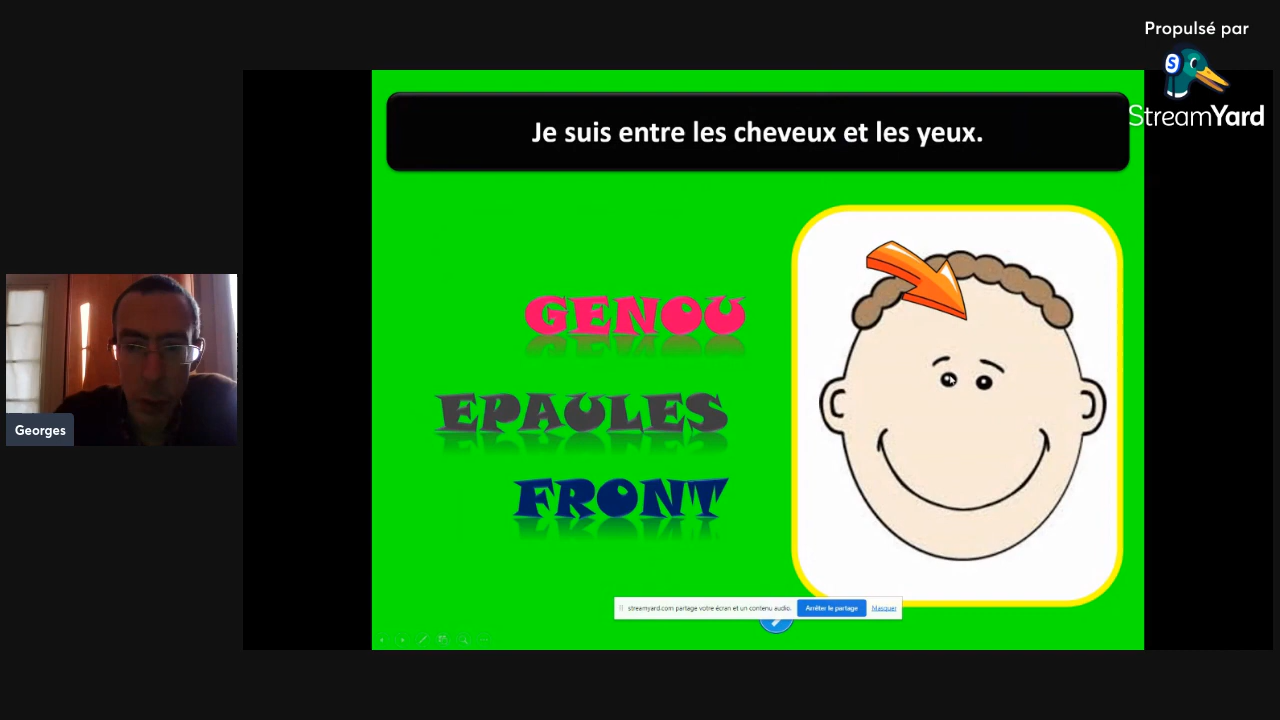 Propulsé par
StreamYard
Je suis entre les cheveux et les yeux.
GENOU
EPAULES
FRONT
Georges
streamyard.com partage votre écran et un contenu audio.
Arrêter le partage
Masquer